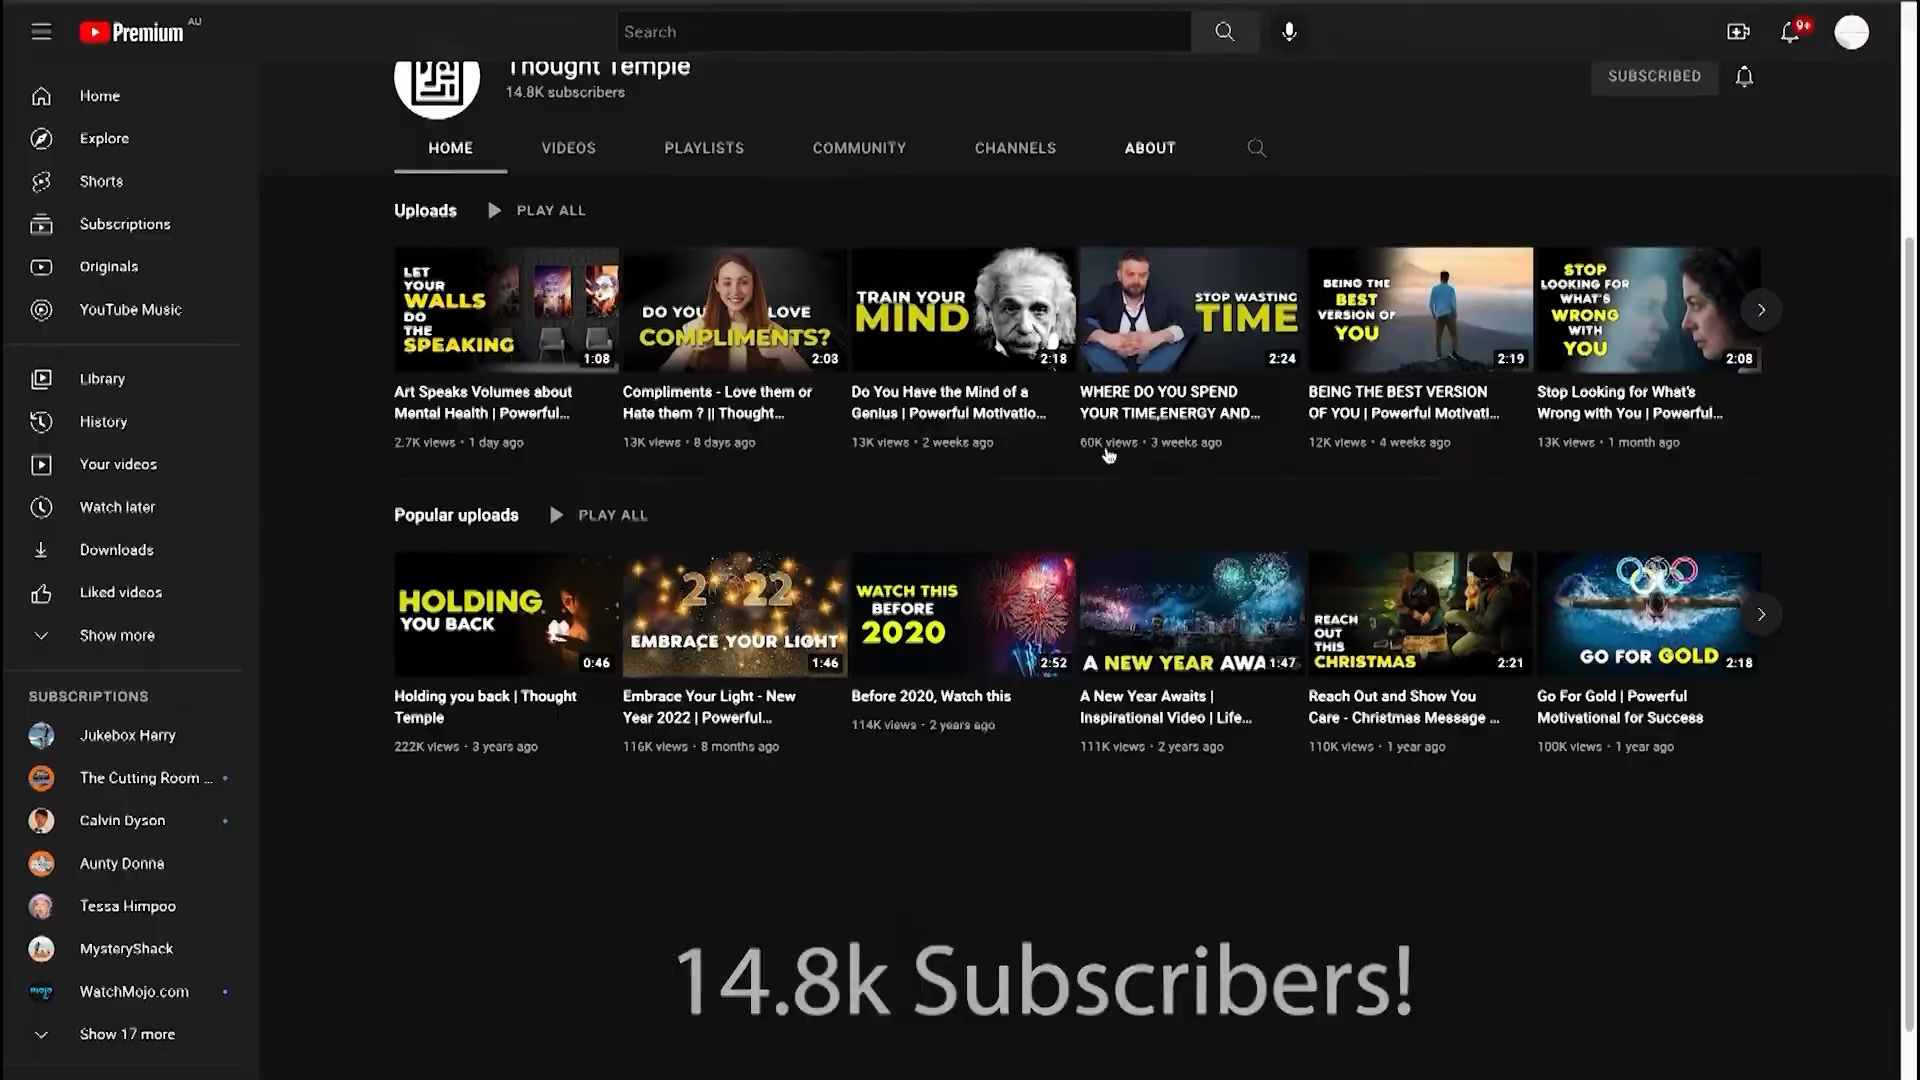 Premium AU
Search
9+
Thought Temple
14.8K subscribers
SUBSCRIBED
HOME VIDEOS PLAYLISTS COMMUNITY CHANNELS ABOUT
Home
Explore
Shorts
Subscriptions
Originals
YouTube Music
Library
History
Your videos
Watch later
Downloads
Liked videos
Show more
SUBSCRIPTIONS
Jukebox Harry
The Cutting Room ...
Calvin Dyson
Aunty Donna
Tessa Himpoo
MysteryShack
mojo
WatchMojo.com
Show 17 more
Uploads PLAY ALL
LET
YOUR
WALLS
DO
THE
SPEAKING
1:08
Art Speaks Volumes about
Mental Health | Powerful...
2.7K views • 1 day ago
DO YOU LOVE
COMPLIMENTS?
2:03
Compliments - Love them or
Hate them ? || Thought...
13K views • 8 days ago
TRAIN YOUR
MIND
2:18
Do You Have the Mind of a
Genius | Powerful Motivatio...
13K views • 2 weeks ago
STOP WASTING
TIME
2:24
WHERE DO YOU SPEND
YOUR TIME,ENERGY AND...
60K views • 3 weeks ago
BEING THE
BEST
VERSION OF
YOU
2:19
BEING THE BEST VERSION
OF YOU | Powerful Motivati...
12K views • 4 weeks ago
STOP
LOOKING FOR
WHAT'S
WRONG
WITH
YOU
2:08
Stop Looking for What's
Wrong with You | Powerful...
13K views • 1 month ago
Popular uploads PLAY ALL
HOLDING
YOU BACK
0:46
Holding you back | Thought
Temple
222K views • 3 years ago
2022
EMBRACE YOUR LIGHT
1:46
Embrace Your Light - New
Year 2022 | Powerful...
116K views • 8 months ago
WATCH THIS
BEFORE
2020
2:52
Before 2020, Watch this
114K views • 2 years ago
A NEW YEAR AWA
1:47
A New Year Awaits |
Inspirational Video | Life...
111K views • 2 years ago
REACH
OUT
THIS
CHRISTMAS
2:21
Reach Out and Show You
Care - Christmas Message ...
110K views • 1 year ago
GO FOR GOLD
2:18
Go For Gold | Powerful
Motivational for Success
100K views • 1 year ago
14.8k Subscribers!